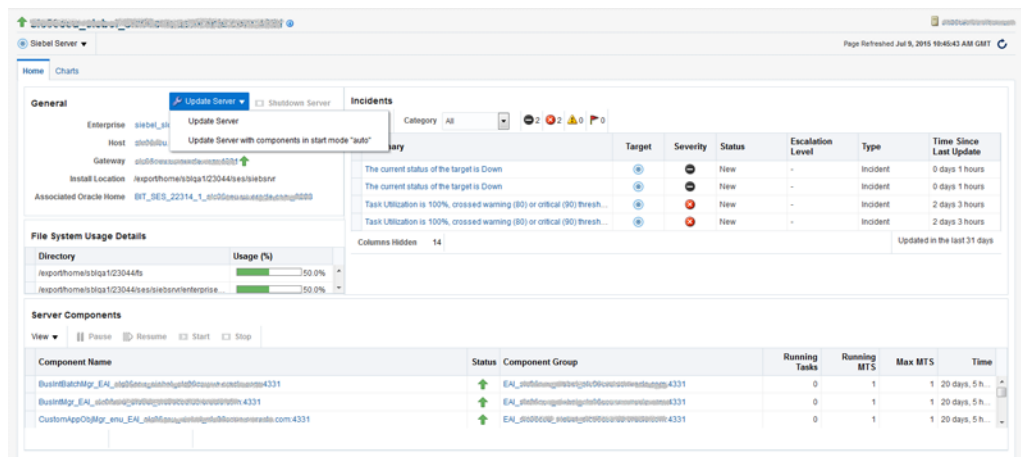 Siebel Server
Page Refreshed Jul 9, 2015 10:45:43 AM GMT
Home Charts
General
Update Server
Shutdown Server
Update Server
Update Server with components in start mode "auto"
Enterprise
Host
Gateway
Install Location /export/home/sblqa1/23044/ses/siebsrvr
Associated Oracle Home BIT_SES_22314_1_
File System Usage Details
Directory Usage (%)
/export/home/sblqa1/23044/fs 50.0%
/export/home/sblqa1/23044/ses/siebsrvr/enterprise... 50.0%
Incidents
Category All 2 2 0 0
Target Severity Status Escalation Level Type Time Since Last Update
The current status of the target is Down New - Incident 0 days 1 hours
The current status of the target is Down New - Incident 0 days 1 hours
Task Utilization is 100%, crossed warning (80) or critical (90) thresh... New - Incident 2 days 3 hours
Task Utilization is 100%, crossed warning (80) or critical (90) thresh... New - Incident 2 days 3 hours
Columns Hidden 14
Updated in the last 31 days
Server Components
View Pause Resume Start Stop
Component Name Status Component Group Running Tasks Running MTS Max MTS Time
BusIntBatchMgr_EAI_ 4331 EAI_ 4331 0 1 1 20 days, 5 h...
BusIntMgr_EAI_ 4331 EAI_ 4331 0 1 1 20 days, 5 h...
CustomAppObjMgr_enu_EAI_ .com:4331 EAI_ 4331 0 1 1 20 days, 5 h...